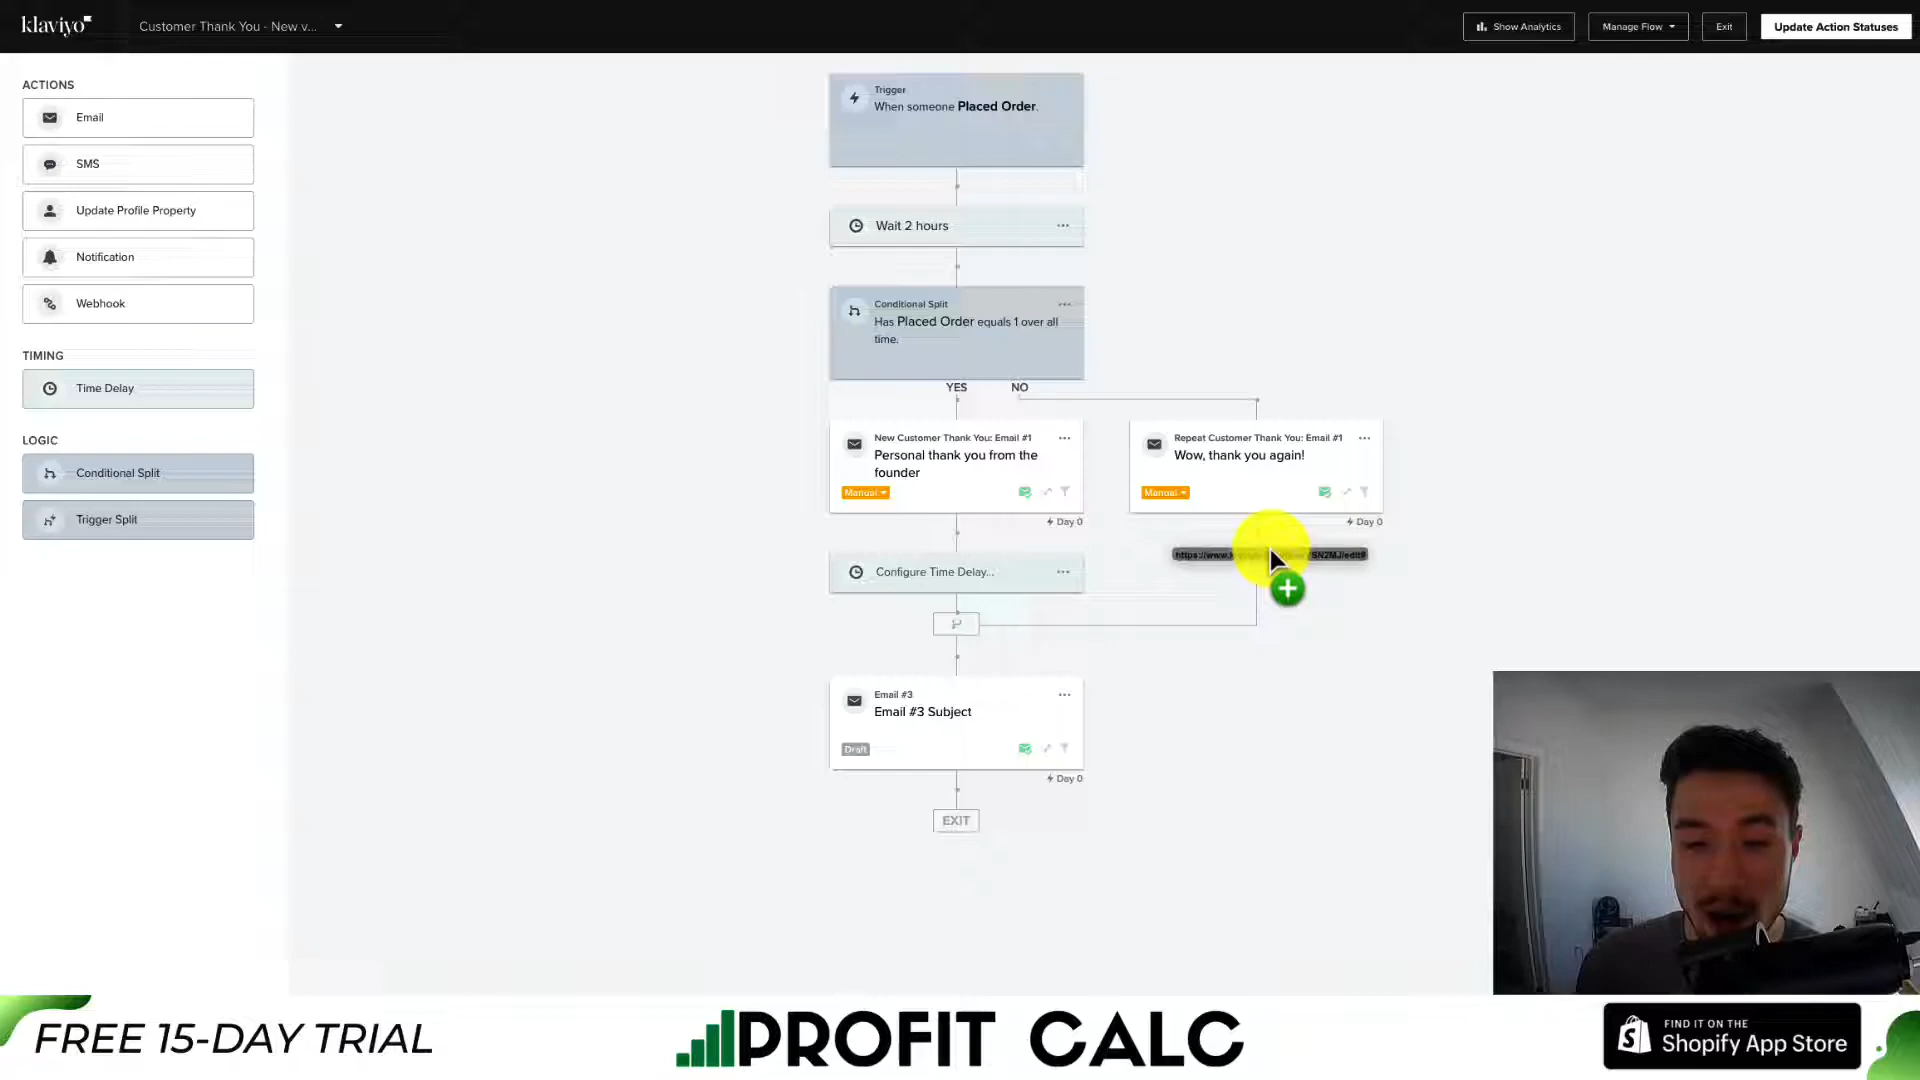 klaviyo
Customer Thank You - New v...
Show Analytics
Manage Flow
Exit
Update Action Statuses
ACTIONS
Email
SMS
Update Profile Property
Notification
Webhook
TIMING
Time Delay
LOGIC
Conditional Split
Trigger Split
Trigger
When someone Placed Order.
Wait 2 hours
Conditional Split
Has Placed Order equals 1 over all
time.
YES
NO
New Customer Thank You: Email #1
Personal thank you from the
founder
Manual
Day 0
Repeat Customer Thank You: Email #1
Wow, thank you again!
Manual
Day 0
https://www.
Configure Time Delay...
Email #3
Email #3 Subject
Draft
Day 0
EXIT
FREE 15-DAY TRIAL
PROFIT CALC
FIND IT ON THE
Shopify App Store